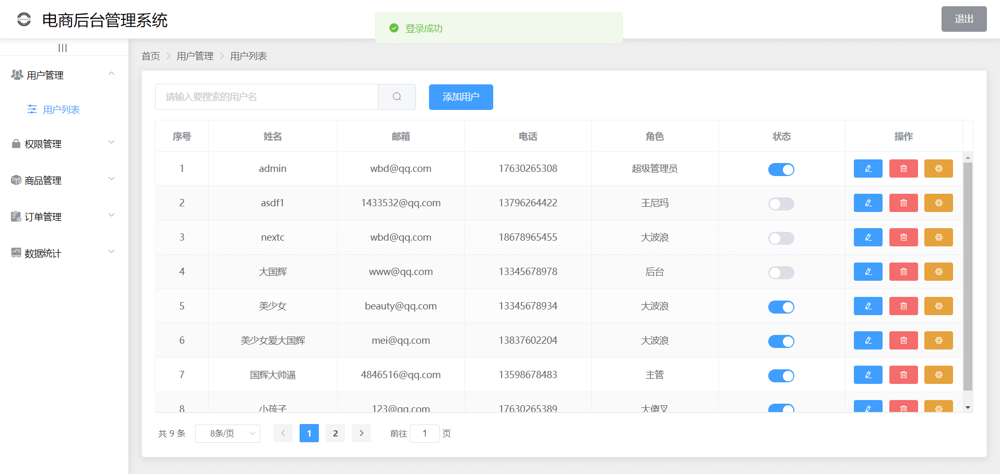 电商后台管理系统
登录成功
退出
|||
首页 用户管理 用户列表
用户管理
用户列表
权限管理
商品管理
订单管理
数据统计
请输入要搜索的用户名
添加用户
序号 姓名 邮箱 电话 角色 状态 操作
1 admin wbd@qq.com 17630265308 超级管理员
2 asdf1 1433532@qq.com 13796264422 王尼玛
3 nextc wbd@qq.com 18678965455 大波浪
4 大国辉 www@qq.com 13345678978 后台
5 美少女 beauty@qq.com 13345678934 大波浪
6 美少女爱大国辉 mei@qq.com 13837602204 大波浪
7 国辉大帅逼 4846516@qq.com 13598678483 主管
8 小孩子 123@qq.com 17630265389 大傻叉
共 9 条 8条/页 1 2 前往 1 页